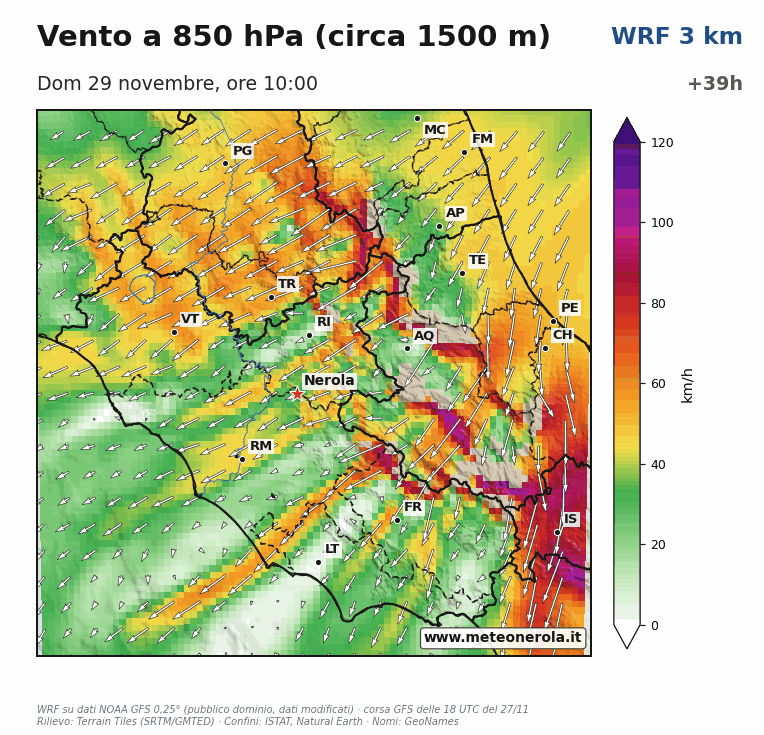 Vento a 850 hPa (circa 1500 m)
WRF 3 km
Dom 29 novembre, ore 10:00
+39h
MC
FM
PG
AP
TE
TR
PE
VT
RI
AQ
CH
Nerola
RM
FR
IS
LT
www.meteonerola.it
120
100
80
60
40
20
0
km/h
WRF su dati NOAA GFS 0,25° (pubblico dominio, dati modificati) · corsa GFS delle 18 UTC del 27/11
Rilievo: Terrain Tiles (SRTM/GMTED) · Confini: ISTAT, Natural Earth · Nomi: GeoNames